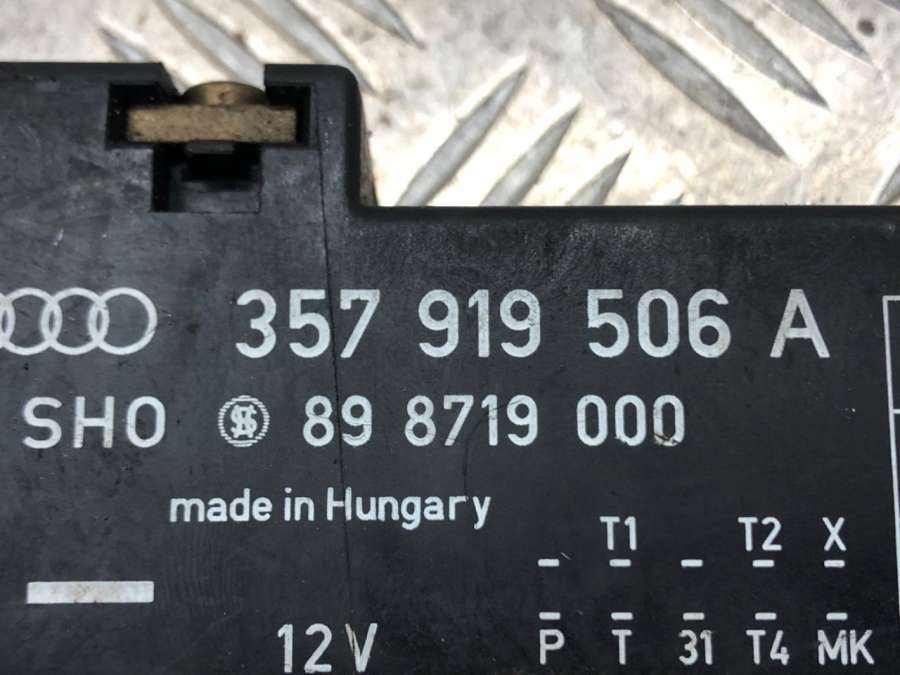 357 919 506 A
SHO 89 8719 000
made in Hungary
T1 T2 X
12V P T 31 T4 MK